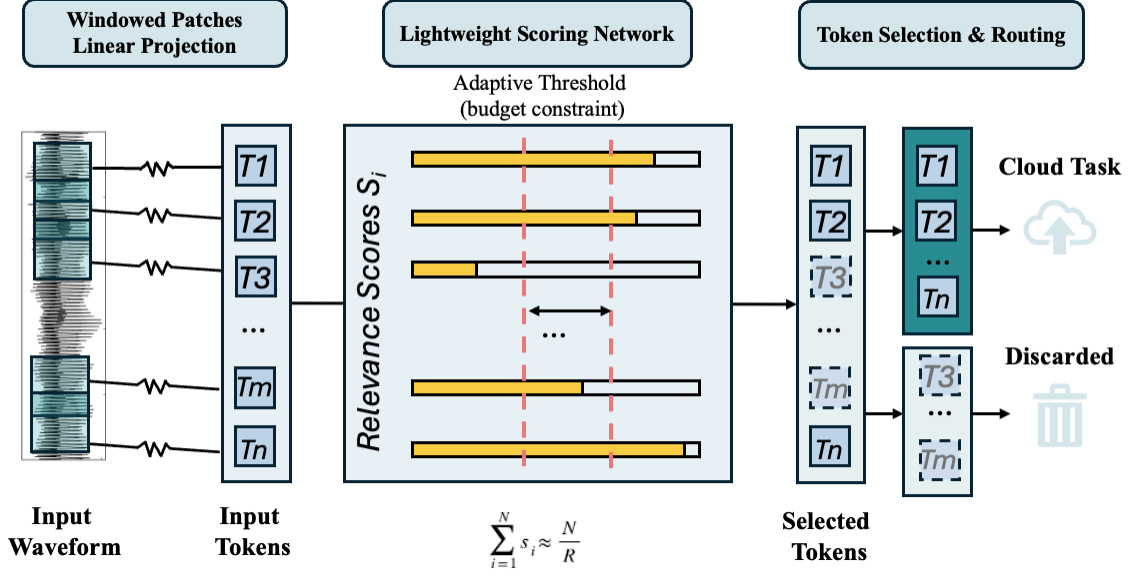 Windowed Patches
Linear Projection
Lightweight Scoring Network
Token Selection & Routing
Adaptive Threshold
(budget constraint)
T1
T2
T3
...
Tm
Tn
Relevance Scores Si
...
T1
T2
T3
...
Tm
Tn
T1
T2
...
Tn
Cloud Task
T3
...
Tm
Discarded
Input
Waveform
Input
Tokens
N
∑ si ≈ N/R
i=1
Selected
Tokens